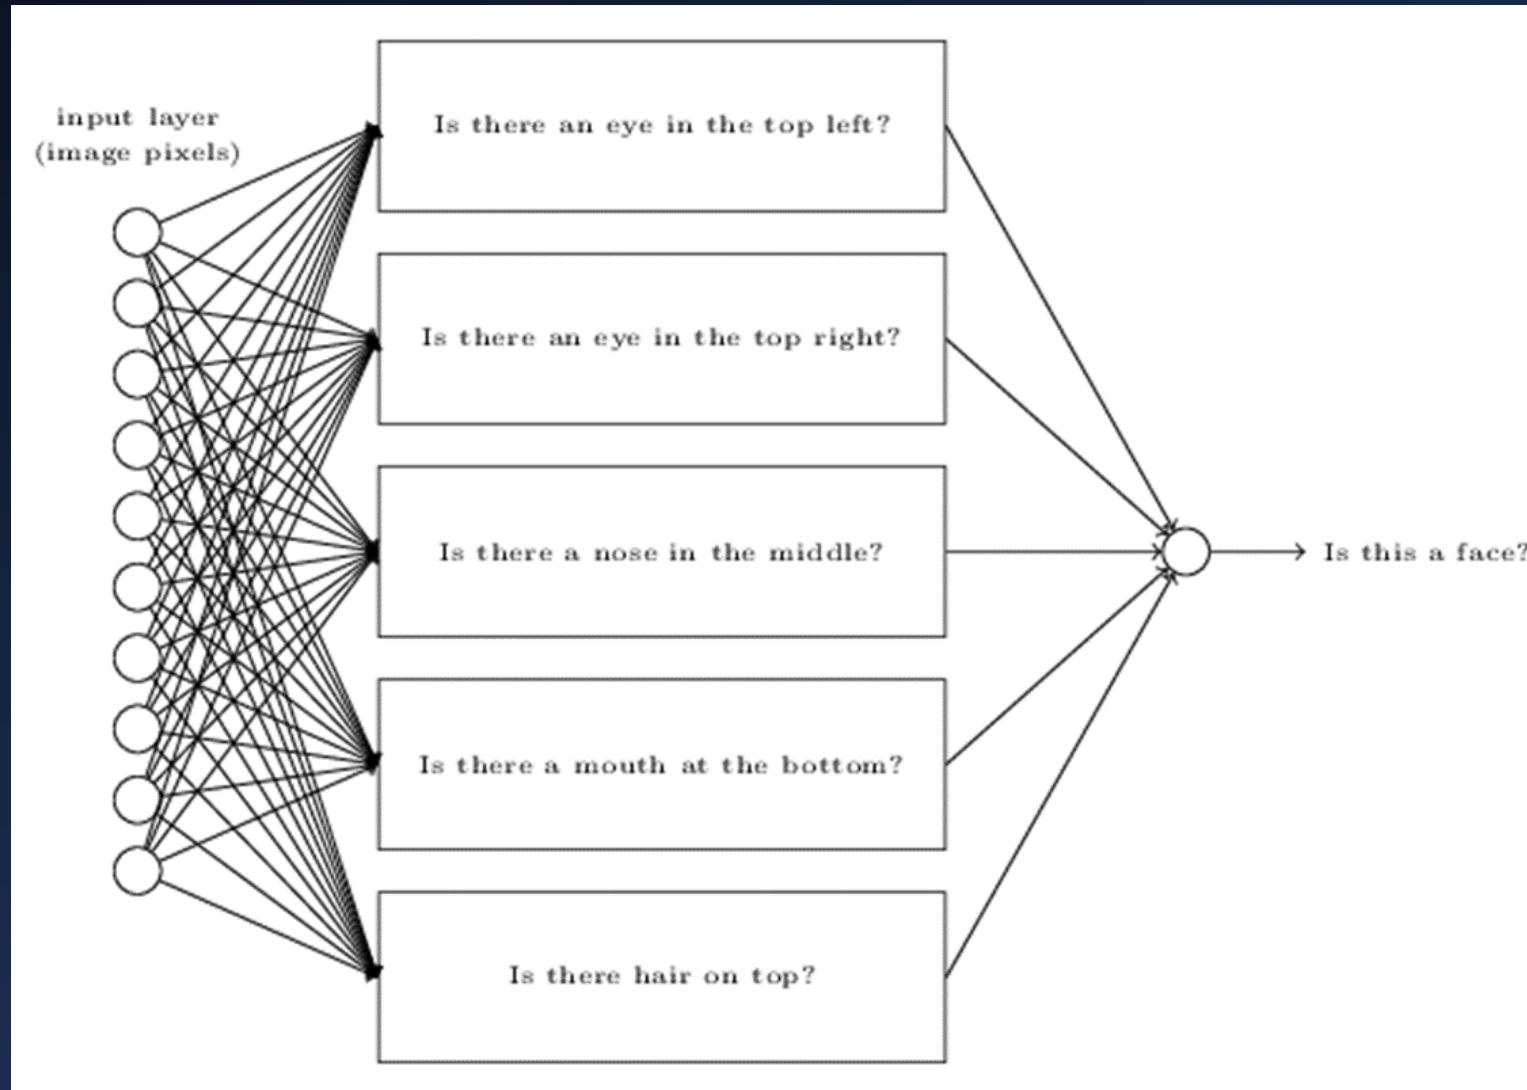 input layer
(image pixels)
Is there an eye in the top left?
Is there an eye in the top right?
Is there a nose in the middle?
Is there a mouth at the bottom?
Is there hair on top?
Is this a face?